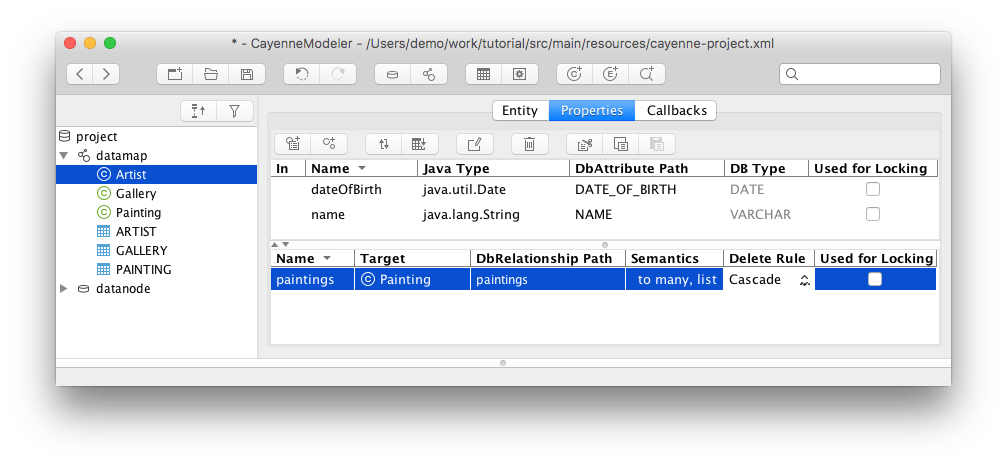 * - CayenneModeler - /Users/demo/work/tutorial/src/main/resources/cayenne-project.xml
Entity Properties Callbacks
project
datamap
Artist
Gallery
Painting
ARTIST
GALLERY
PAINTING
datanode
In Name Java Type DbAttribute Path DB Type Used for Locking
dateOfBirth java.util.Date DATE_OF_BIRTH DATE
name java.lang.String NAME VARCHAR
Name Target DbRelationship Path Semantics Delete Rule Used for Locking
paintings Painting paintings to many, list Cascade